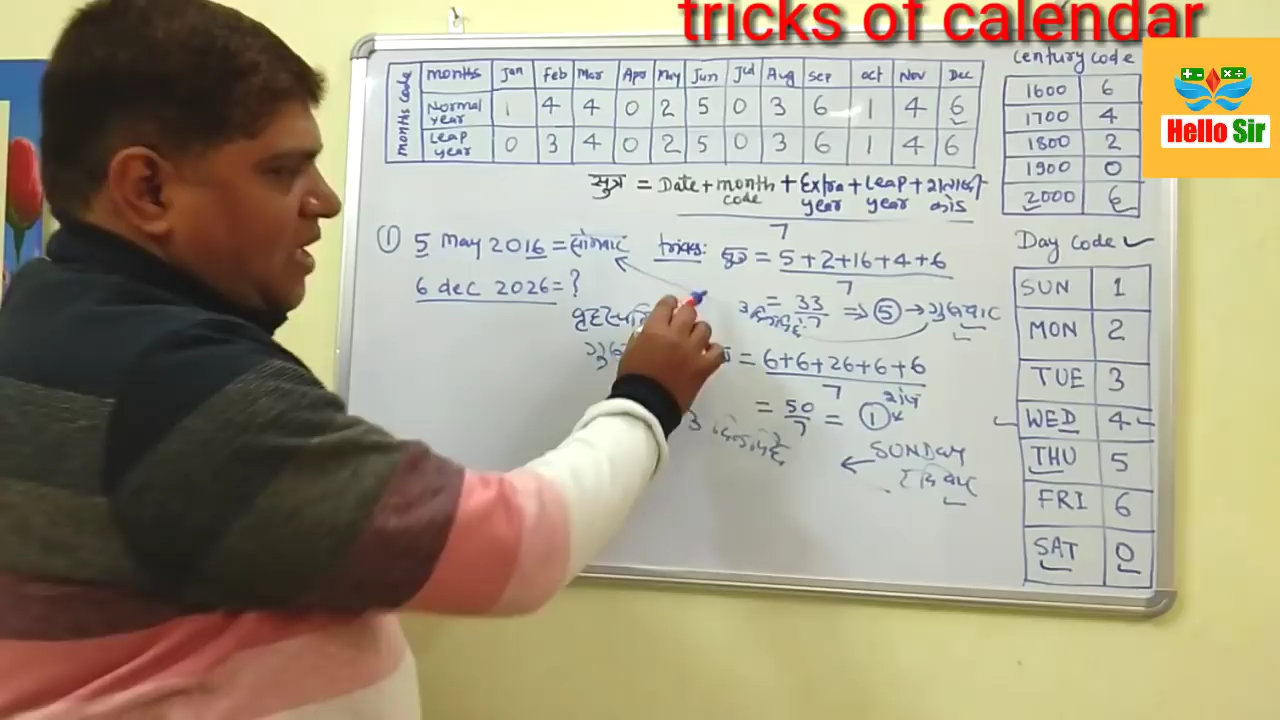 tricks of calendar
Hello Sir
months code
months Jan Feb Mar Apr May Jun Jul Aug Sep oct Nov Dec
Normal year 1 4 4 0 2 5 0 3 6 1 4 6
Leap year 0 3 4 0 2 5 0 3 6 1 4 6
सुत्र = Date + month code + Extra year + Leap year + शताब्दी कोड
7
① 5 May 2016 = सोमवार
tricks: सुत्र = 5+2+16+4+6
7
= 33/7 ⇒ ⑤ → गुरुवार
6 dec 2026 = ?
= 6+6+26+6+6
7
= 50/7 = ①
SUNDAY
रविवार
century code
1600 6
1700 4
1800 2
1900 0
2000 6
Day code
SUN 1
MON 2
TUE 3
WED 4
THU 5
FRI 6
SAT 0